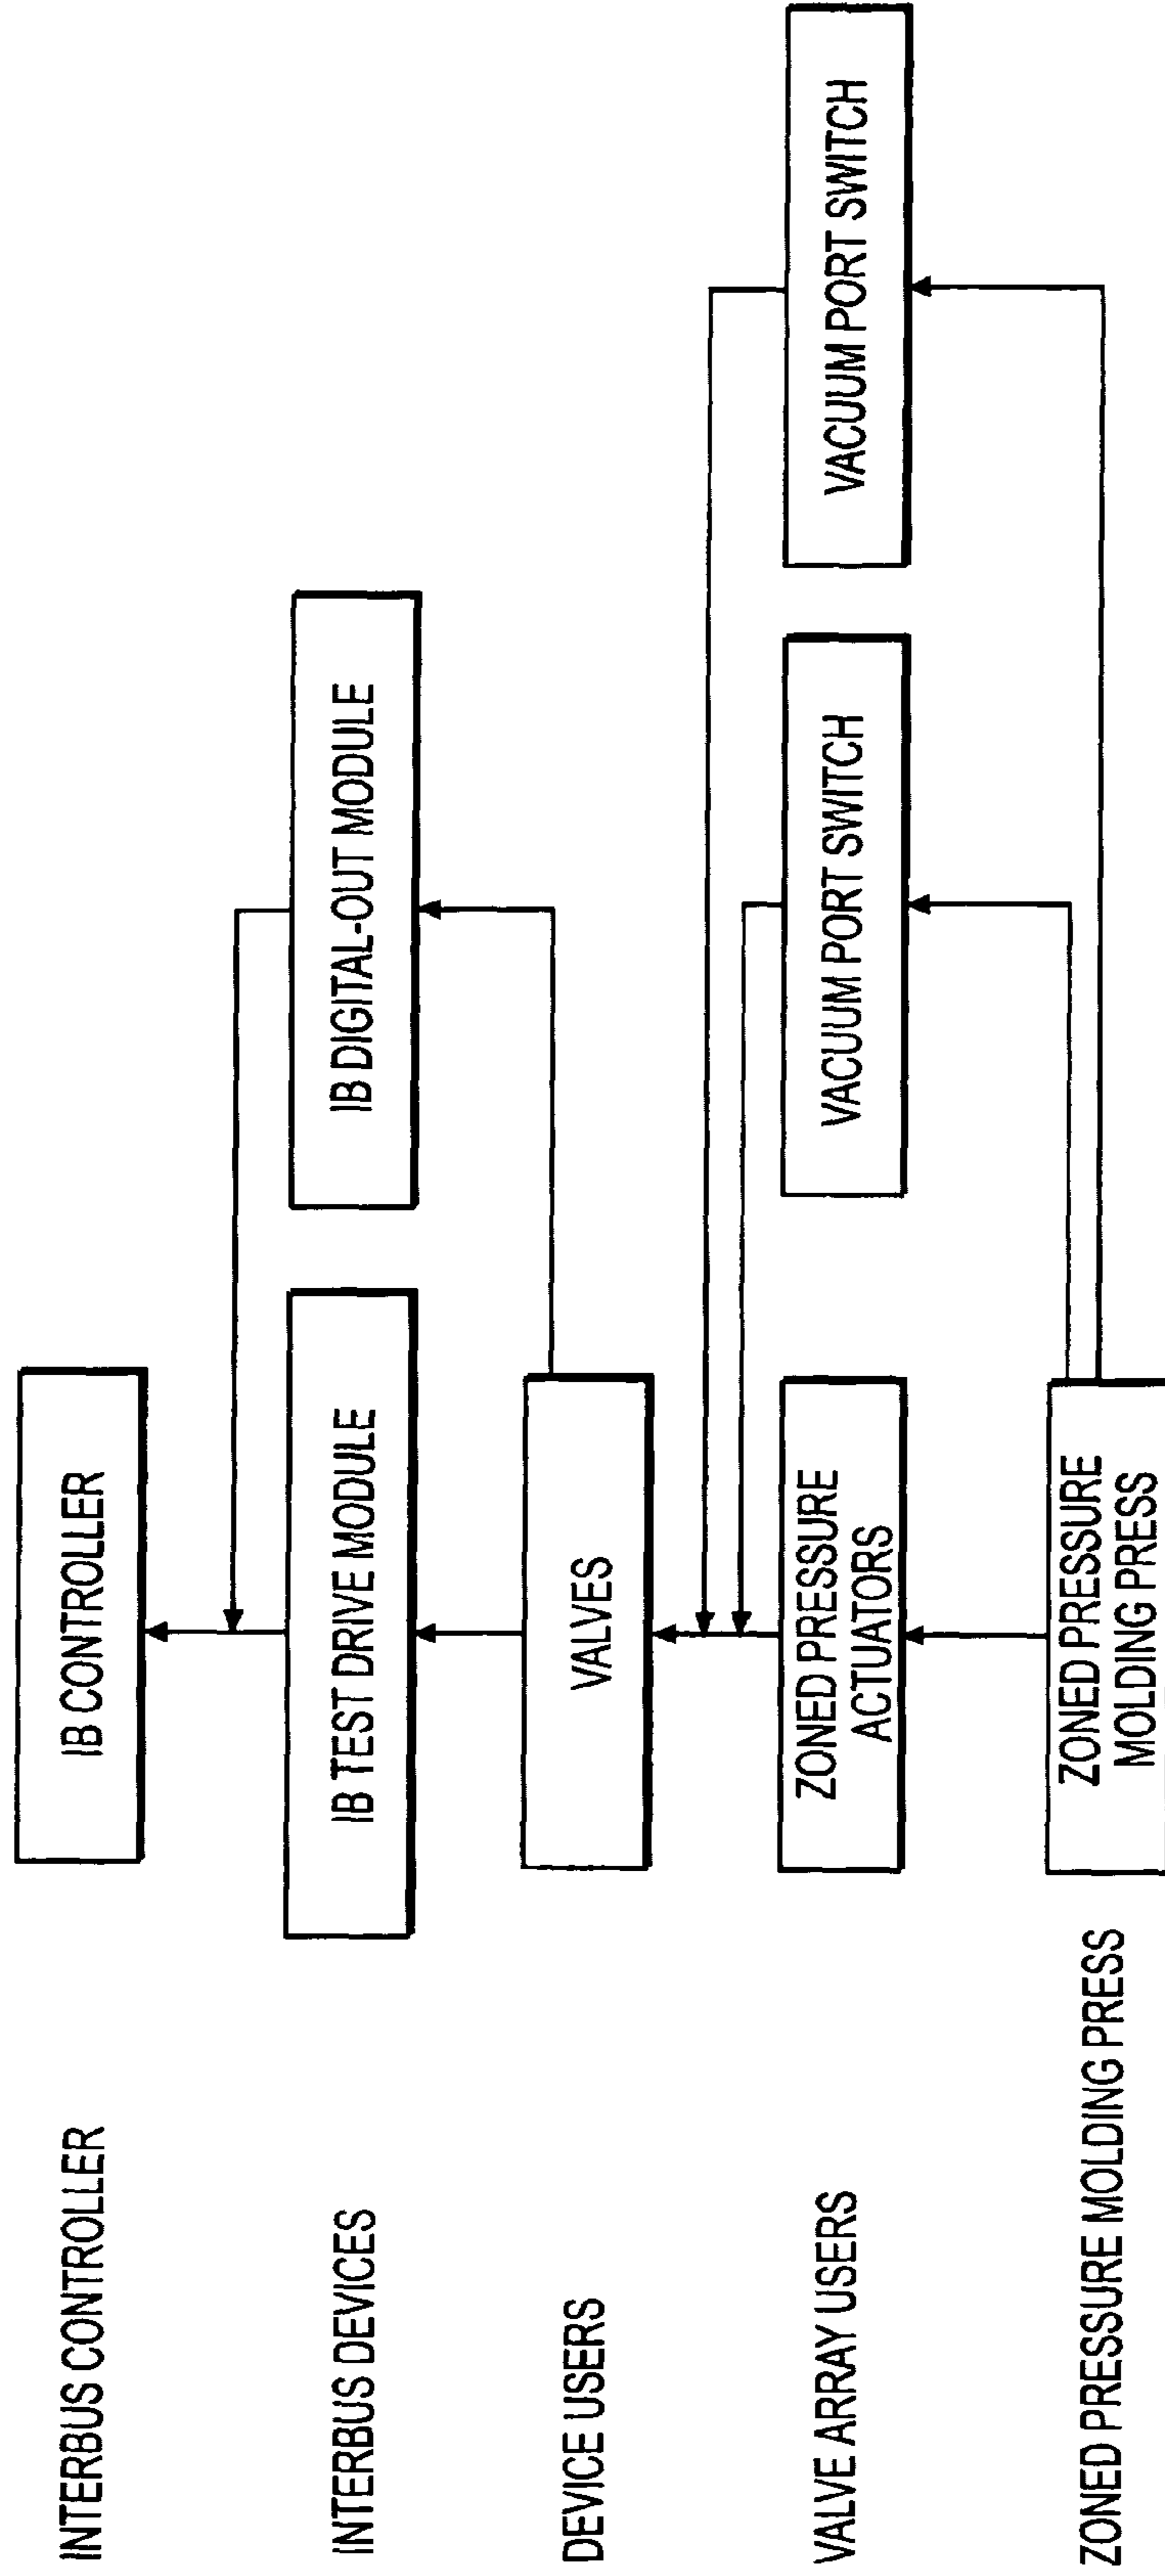 INTERBUS CONTROLLER
IB CONTROLLER
INTERBUS DEVICES
IB TEST DRIVE MODULE
IB DIGITAL-OUT MODULE
DEVICE USERS
VALVES
VALVE ARRAY USERS
ZONED PRESSURE
ACTUATORS
VACUUM PORT SWITCH
VACUUM PORT SWITCH
ZONED PRESSURE MOLDING PRESS
ZONED PRESSURE
MOLDING PRESS